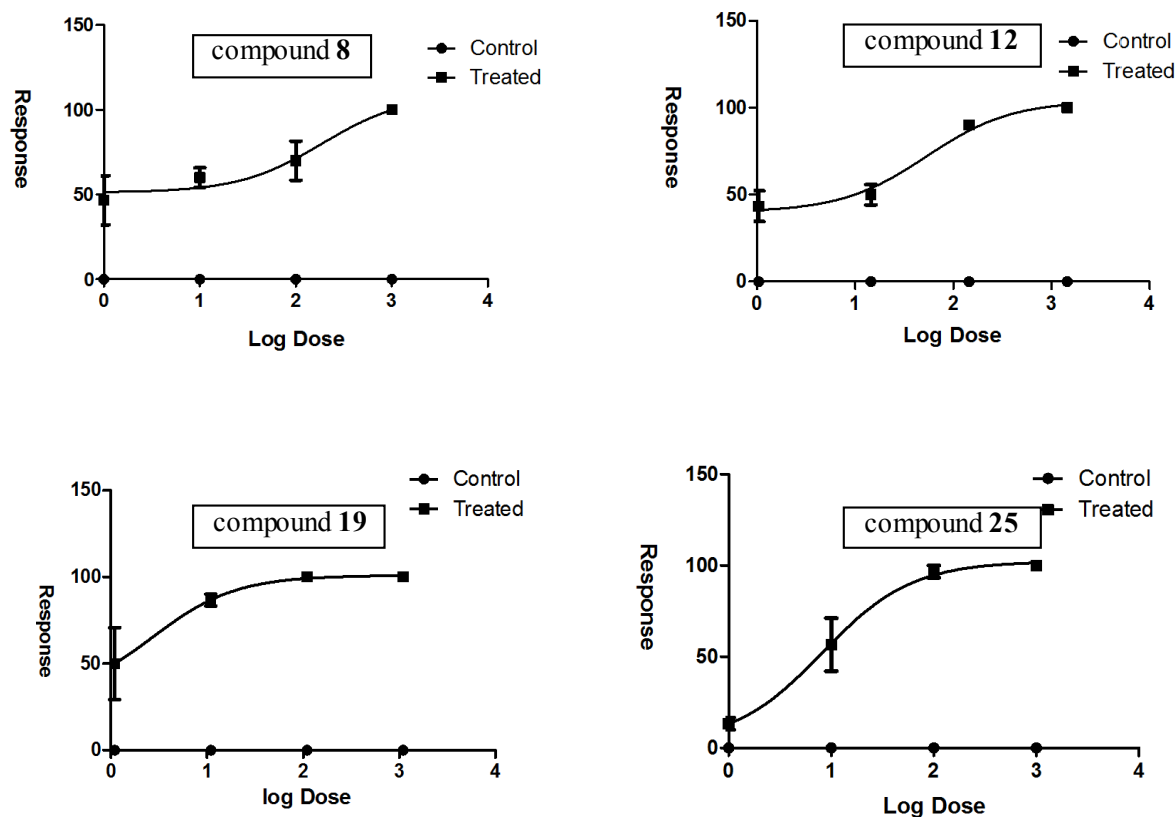 150
100
50
0
Response
compound 8
Control
Treated
0 1 2 3 4
Log Dose
150
100
50
0
Response
compound 12
Control
Treated
0 1 2 3 4
Log Dose
150
100
50
0
Response
compound 19
Control
Treated
0 1 2 3 4
log Dose
150
100
50
0
Response
compound 25
Control
Treated
0 1 2 3 4
Log Dose